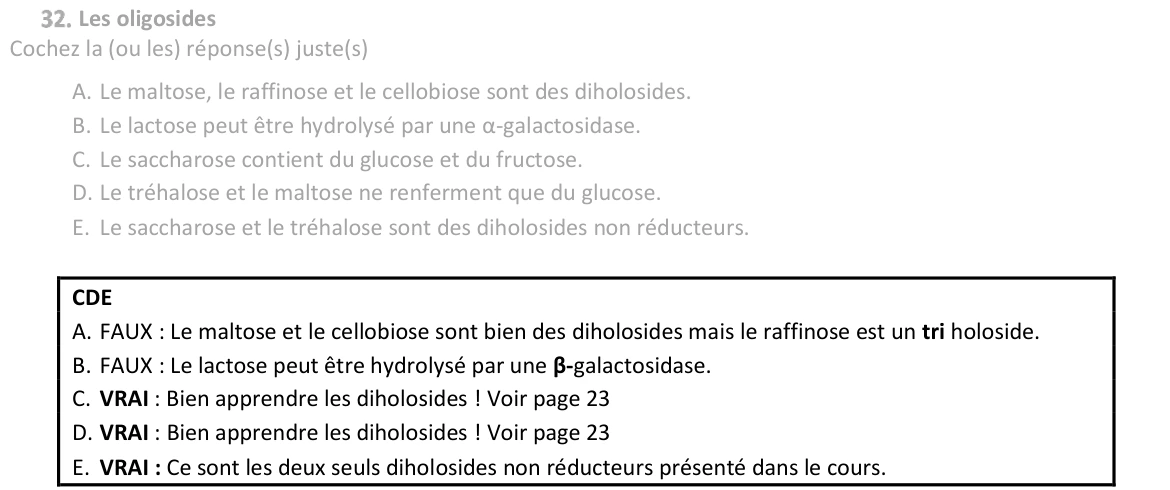 32. Les oligosides
Cochez la (ou les) réponse(s) juste(s)
A. Le maltose, le raffinose et le cellobiose sont des diholosides.
B. Le lactose peut être hydrolysé par une α-galactosidase.
C. Le saccharose contient du glucose et du fructose.
D. Le tréhalose et le maltose ne renferment que du glucose.
E. Le saccharose et le tréhalose sont des diholosides non réducteurs.
CDE
A. FAUX : Le maltose et le cellobiose sont bien des diholosides mais le raffinose est un tri holoside.
B. FAUX : Le lactose peut être hydrolysé par une β-galactosidase.
C. VRAI : Bien apprendre les diholosides ! Voir page 23
D. VRAI : Bien apprendre les diholosides ! Voir page 23
E. VRAI : Ce sont les deux seuls diholosides non réducteurs présenté dans le cours.